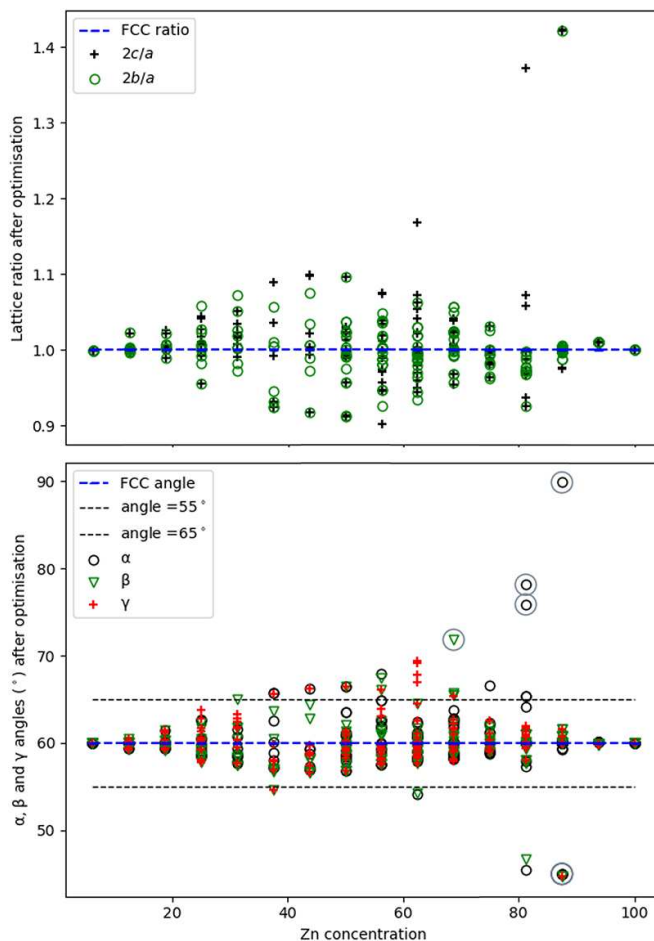 Lattice ratio after optimisation
1.4
1.3
1.2
1.1
1.0
0.9
FCC ratio
2c/a
2b/a
α, β and γ angles (°) after optimisation
90
80
70
60
50
FCC angle
angle =55°
angle =65°
α
β
γ
20
40
60
80
100
Zn concentration